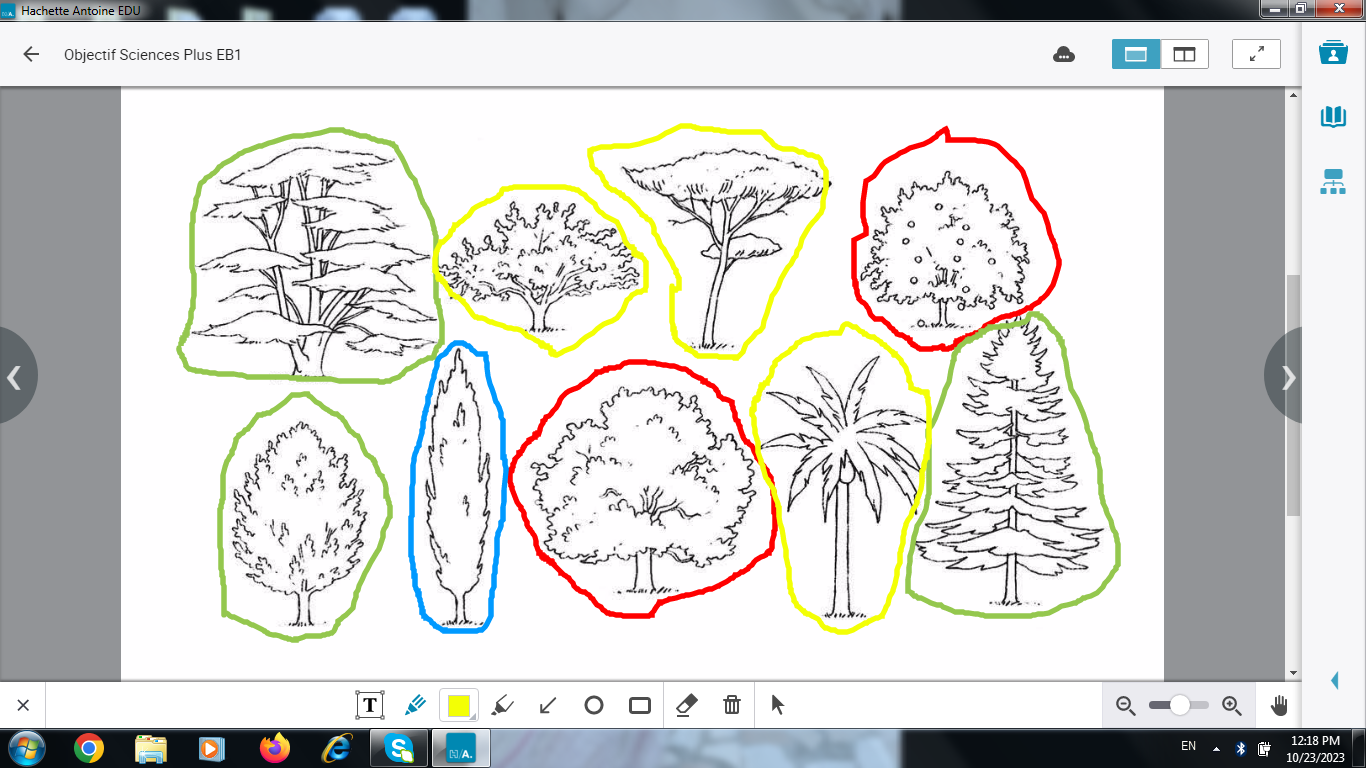 H/A. Hachette Antoine EDU
Objectif Sciences Plus EB1
T
H/A.
EN
12:18 PM
10/23/2023